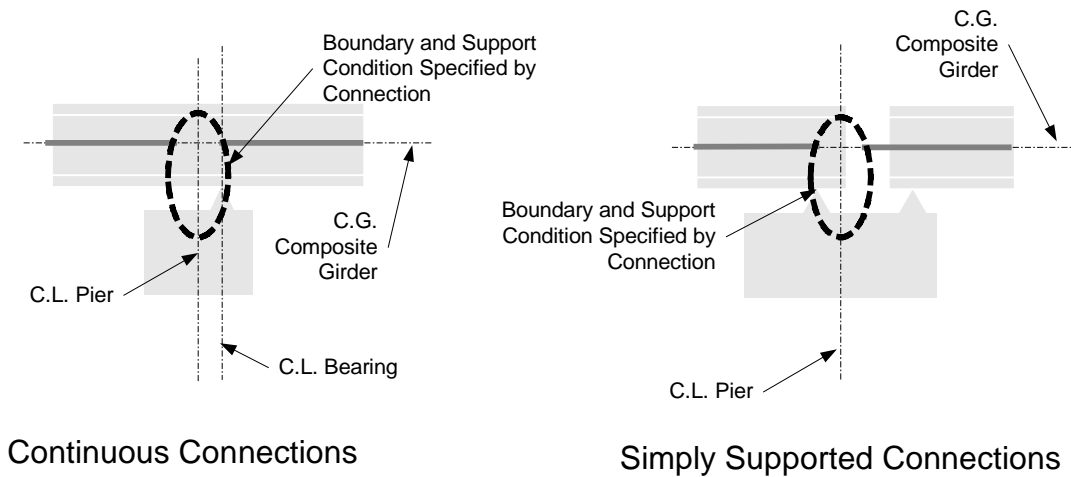 Boundary and Support
Condition Specified by
Connection
C.G.
Composite
Girder
C.L. Pier
C.L. Bearing
Continuous Connections
C.G.
Composite
Girder
Boundary and Support
Condition Specified by
Connection
C.L. Pier
Simply Supported Connections